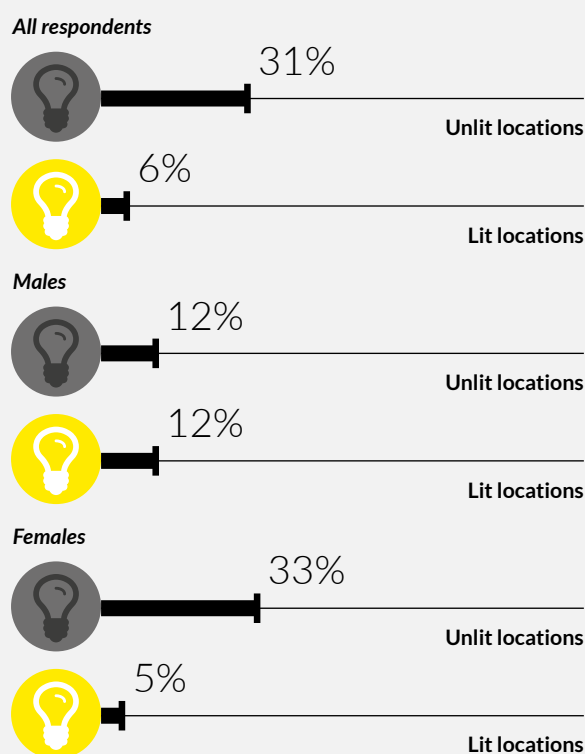 All respondents
31%
Unlit locations
6%
Lit locations
Males
12%
Unlit locations
12%
Lit locations
Females
33%
Unlit locations
5%
Lit locations